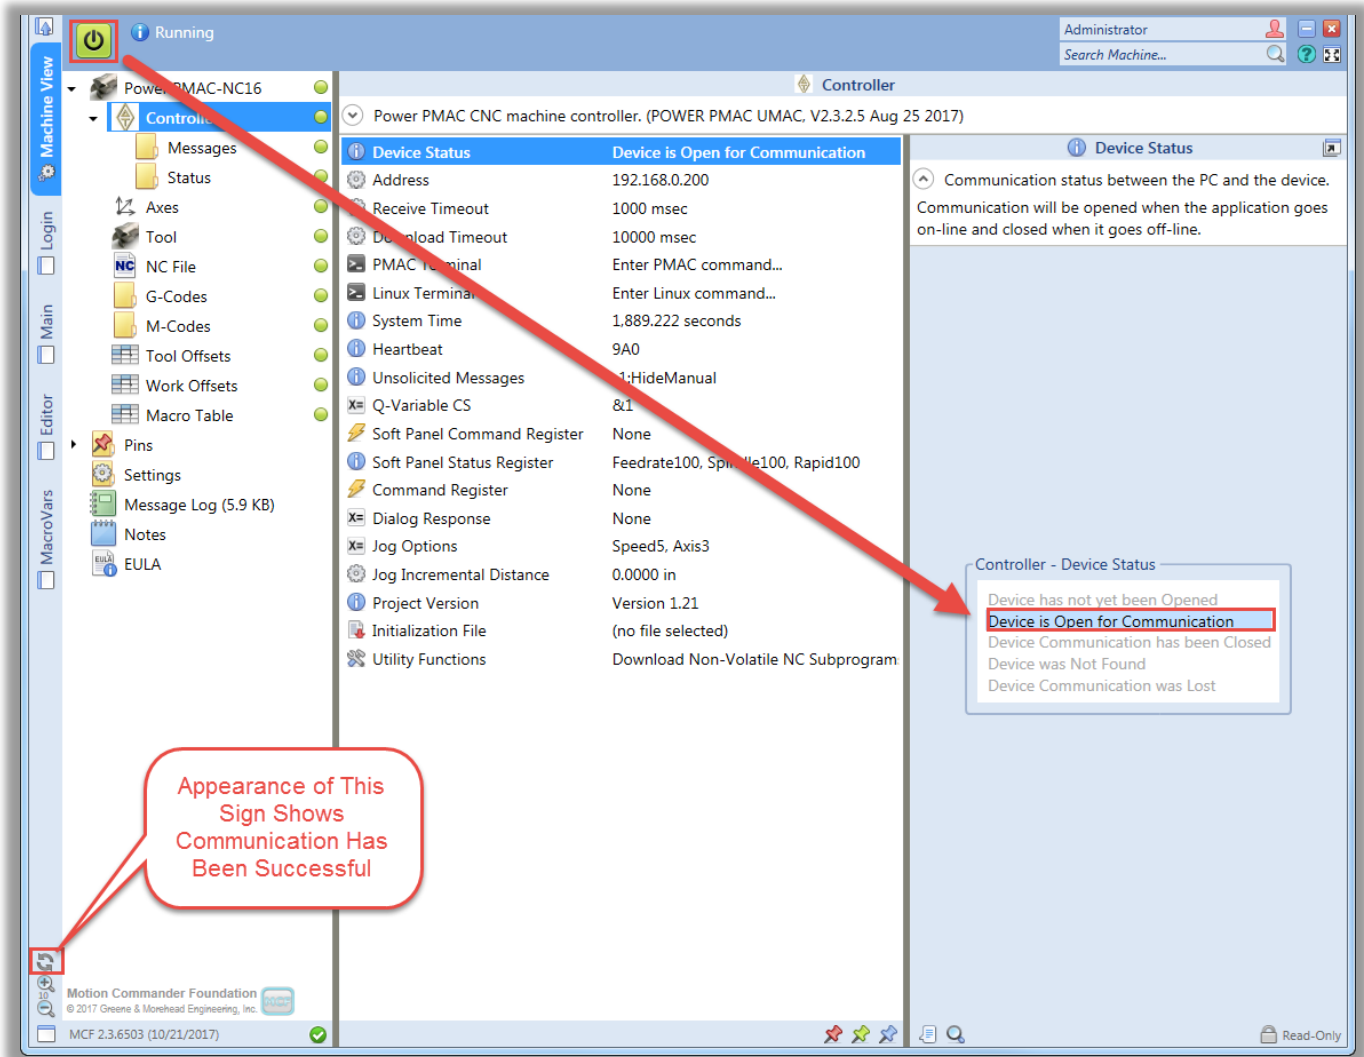 Running
Administrator
Search Machine...
Machine View
Login
Main
Editor
MacroVars
Power PMAC-NC16
Controller
Messages
Status
Axes
Tool
NC File
G-Codes
M-Codes
Tool Offsets
Work Offsets
Macro Table
Pins
Settings
Message Log (5.9 KB)
Notes
EULA
Controller
Power PMAC CNC machine controller. (POWER PMAC UMAC, V2.3.2.5 Aug 25 2017)
Device Status Device is Open for Communication
Address 192.168.0.200
Receive Timeout 1000 msec
Download Timeout 10000 msec
PMAC Terminal Enter PMAC command...
Linux Terminal Enter Linux command...
System Time 1,889.222 seconds
Heartbeat 9A0
Unsolicited Messages 1:HideManual
Q-Variable CS &1
Soft Panel Command Register None
Soft Panel Status Register Feedrate100, Spindle100, Rapid100
Command Register None
Dialog Response None
Jog Options Speed5, Axis3
Jog Incremental Distance 0.0000 in
Project Version Version 1.21
Initialization File (no file selected)
Utility Functions Download Non-Volatile NC Subprogram
Device Status
Communication status between the PC and the device.
Communication will be opened when the application goes
on-line and closed when it goes off-line.
Controller - Device Status
Device has not yet been Opened
Device is Open for Communication
Device Communication has been Closed
Device was Not Found
Device Communication was Lost
Appearance of This
Sign Shows
Communication Has
Been Successful
10
Motion Commander Foundation
© 2017 Greene & Morehead Engineering, Inc.
MCF 2.3.6503 (10/21/2017)
Read-Only